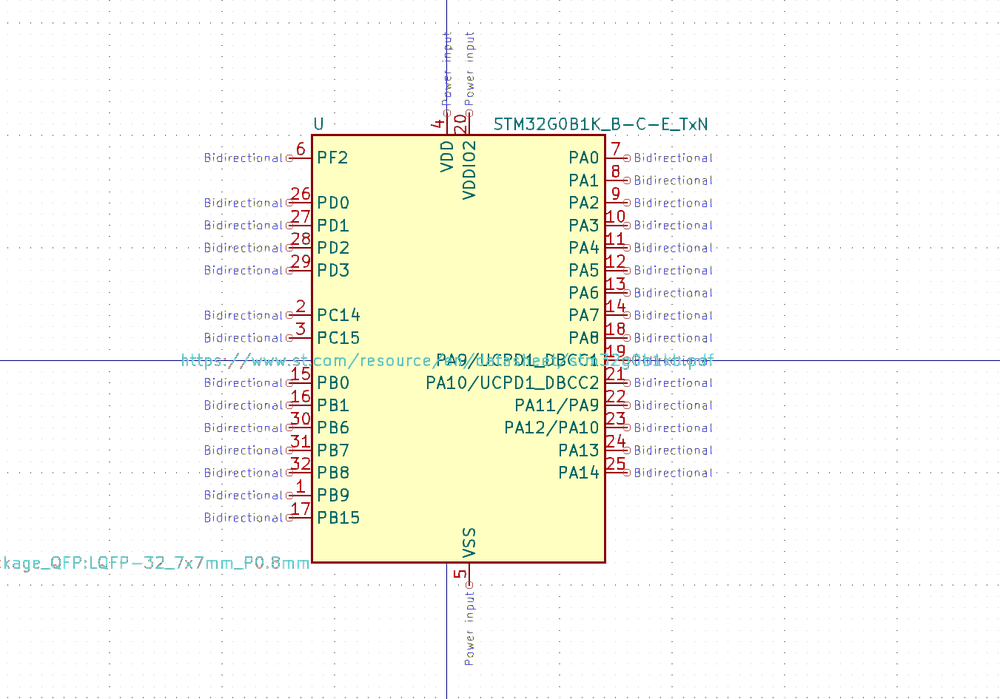 Power input Power input
4 20
U STM32G0B1K_B-C-E_TxN
VDD VDDIO2
Bidirectional 6 PF2 PA0 7 Bidirectional
PA1 8 Bidirectional
Bidirectional 26 PD0 PA2 9 Bidirectional
Bidirectional 27 PD1 PA3 10 Bidirectional
Bidirectional 28 PD2 PA4 11 Bidirectional
Bidirectional 29 PD3 PA5 12 Bidirectional
PA6 13 Bidirectional
Bidirectional 2 PC14 PA7 14 Bidirectional
Bidirectional 3 PC15 PA8 18 Bidirectional
https://www.st.com/resource/ PA9/UCPD1_DBCC1 19
Bidirectional 15 PB0 PA10/UCPD1_DBCC2 21 Bidirectional
Bidirectional 16 PB1 PA11/PA9 22 Bidirectional
Bidirectional 30 PB6 PA12/PA10 23 Bidirectional
Bidirectional 31 PB7 PA13 24 Bidirectional
Bidirectional 32 PB8 PA14 25 Bidirectional
Bidirectional 1 PB9
Bidirectional 17 PB15
VSS
ckage_QFP:LQFP-32_7x7mm_P0.8mm
5
Power input